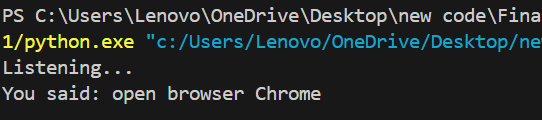 PS C:\Users\Lenovo\OneDrive\Desktop\new code\Fina
1/python.exe "c:/Users/Lenovo/OneDrive/Desktop/ne
Listening...
You said: open browser Chrome